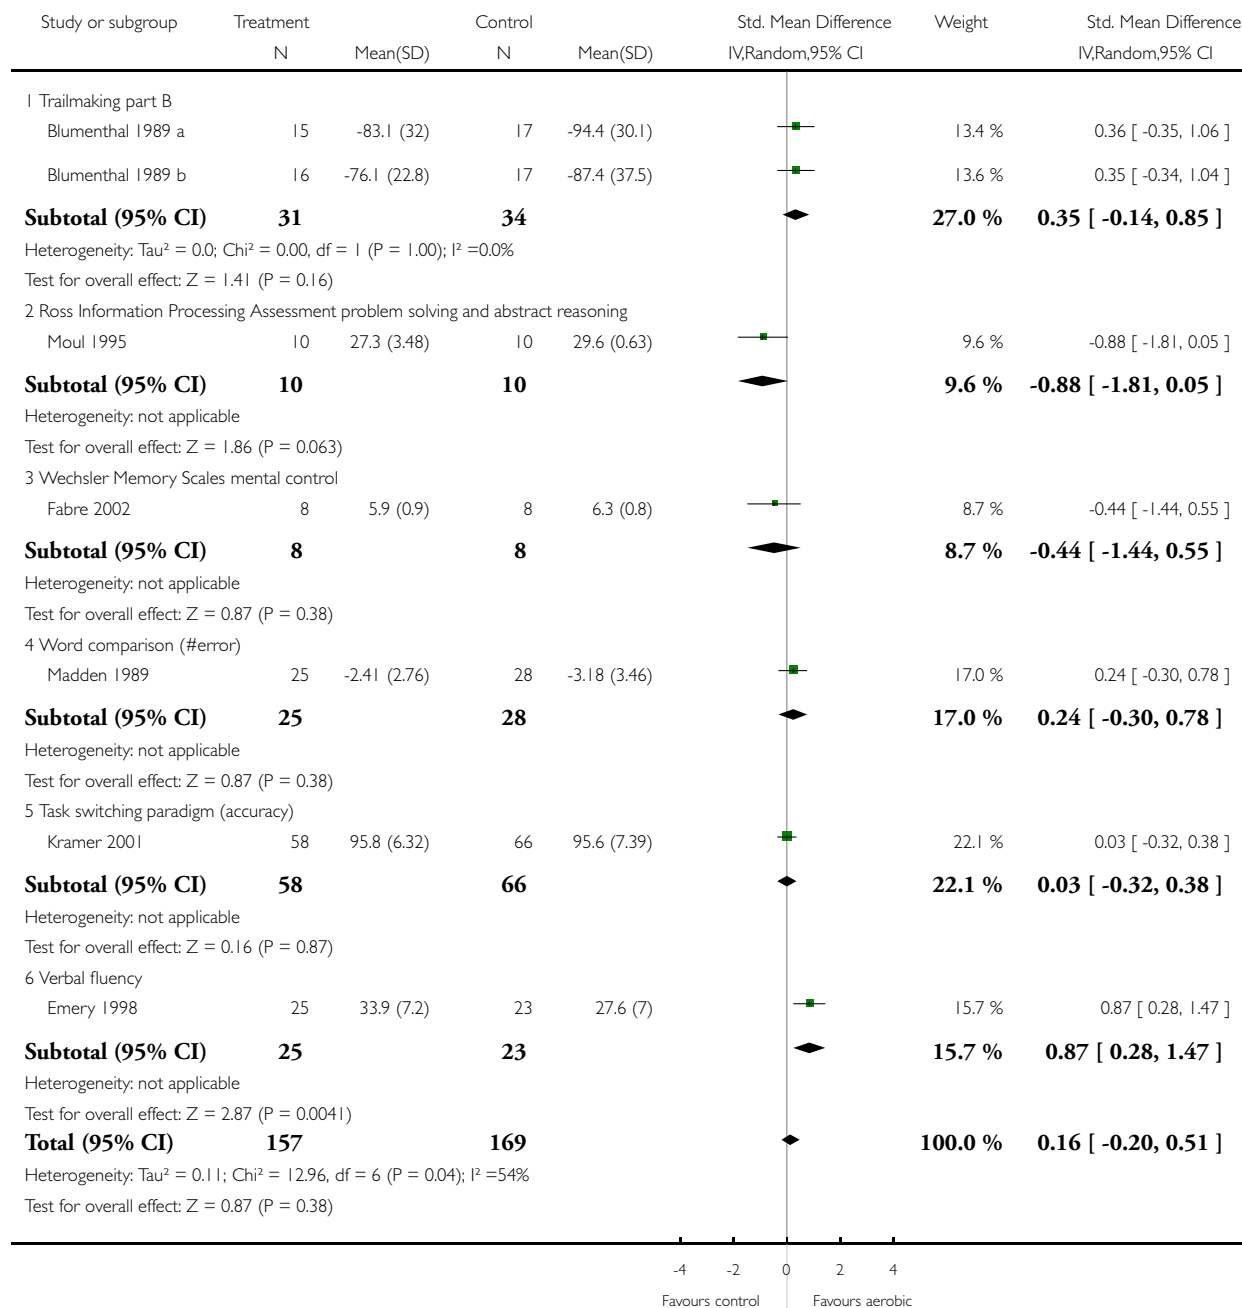 Study or subgroup Treatment Control Std. Mean Difference Weight Std. Mean Difference
N Mean(SD) N Mean(SD) IV,Random,95% CI IV,Random,95% CI
1 Trailmaking part B
Blumenthal 1989 a 15 -83.1 (32) 17 -94.4 (30.1) 13.4 % 0.36 [ -0.35, 1.06 ]
Blumenthal 1989 b 16 -76.1 (22.8) 17 -87.4 (37.5) 13.6 % 0.35 [ -0.34, 1.04 ]
Subtotal (95% CI) 31 34 27.0 % 0.35 [ -0.14, 0.85 ]
Heterogeneity: Tau² = 0.0; Chi² = 0.00, df = 1 (P = 1.00); I² =0.0%
Test for overall effect: Z = 1.41 (P = 0.16)
2 Ross Information Processing Assessment problem solving and abstract reasoning
Moul 1995 10 27.3 (3.48) 10 29.6 (0.63) 9.6 % -0.88 [ -1.81, 0.05 ]
Subtotal (95% CI) 10 10 9.6 % -0.88 [ -1.81, 0.05 ]
Heterogeneity: not applicable
Test for overall effect: Z = 1.86 (P = 0.063)
3 Wechsler Memory Scales mental control
Fabre 2002 8 5.9 (0.9) 8 6.3 (0.8) 8.7 % -0.44 [ -1.44, 0.55 ]
Subtotal (95% CI) 8 8 8.7 % -0.44 [ -1.44, 0.55 ]
Heterogeneity: not applicable
Test for overall effect: Z = 0.87 (P = 0.38)
4 Word comparison (#error)
Madden 1989 25 -2.41 (2.76) 28 -3.18 (3.46) 17.0 % 0.24 [ -0.30, 0.78 ]
Subtotal (95% CI) 25 28 17.0 % 0.24 [ -0.30, 0.78 ]
Heterogeneity: not applicable
Test for overall effect: Z = 0.87 (P = 0.38)
5 Task switching paradigm (accuracy)
Kramer 2001 58 95.8 (6.32) 66 95.6 (7.39) 22.1 % 0.03 [ -0.32, 0.38 ]
Subtotal (95% CI) 58 66 22.1 % 0.03 [ -0.32, 0.38 ]
Heterogeneity: not applicable
Test for overall effect: Z = 0.16 (P = 0.87)
6 Verbal fluency
Emery 1998 25 33.9 (7.2) 23 27.6 (7) 15.7 % 0.87 [ 0.28, 1.47 ]
Subtotal (95% CI) 25 23 15.7 % 0.87 [ 0.28, 1.47 ]
Heterogeneity: not applicable
Test for overall effect: Z = 2.87 (P = 0.0041)
Total (95% CI) 157 169 100.0 % 0.16 [ -0.20, 0.51 ]
Heterogeneity: Tau² = 0.11; Chi² = 12.96, df = 6 (P = 0.04); I² =54%
Test for overall effect: Z = 0.87 (P = 0.38)
-4 -2 0 2 4
Favours control Favours aerobic